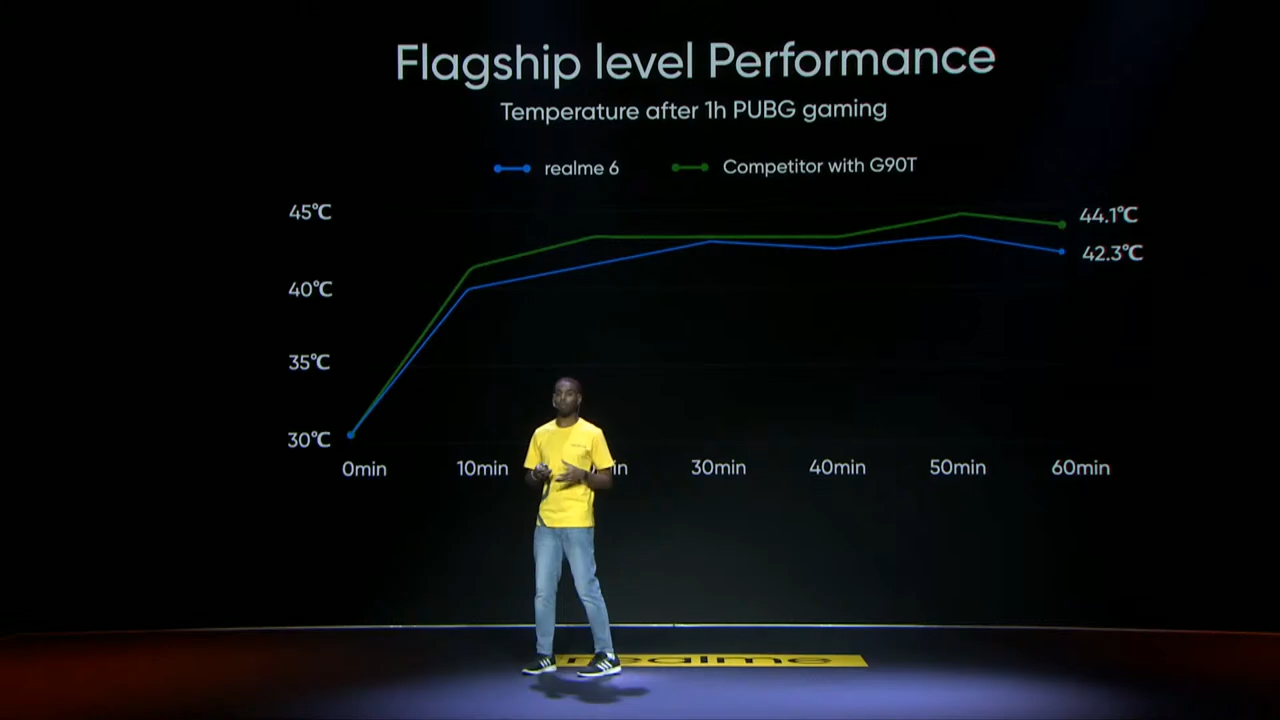 Flagship level Performance
Temperature after 1h PUBG gaming
realme 6 Competitor with G90T
45℃
44.1℃
42.3℃
40℃
35℃
30℃
0min 10min 30min 40min 50min 60min
realme